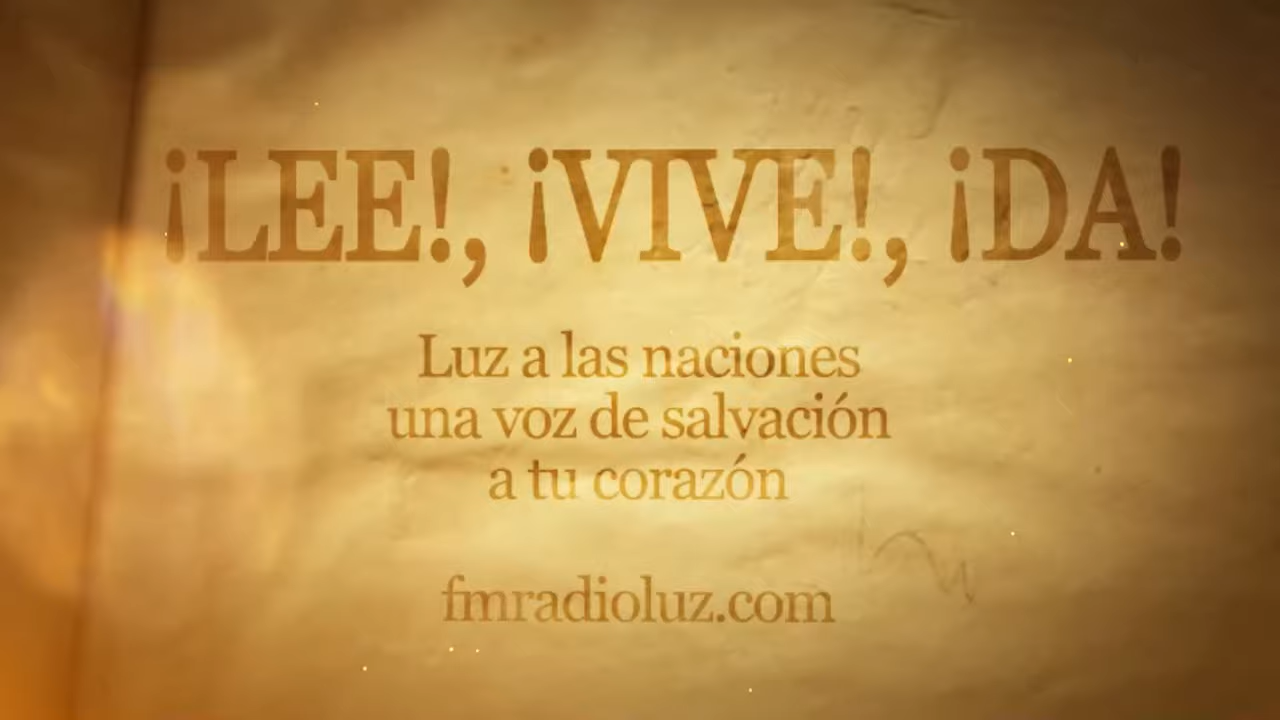 ¡LEE!, ¡VIVE!, ¡DA!
Luz a las naciones
una voz de salvación
a tu corazón
fmradioluz.com